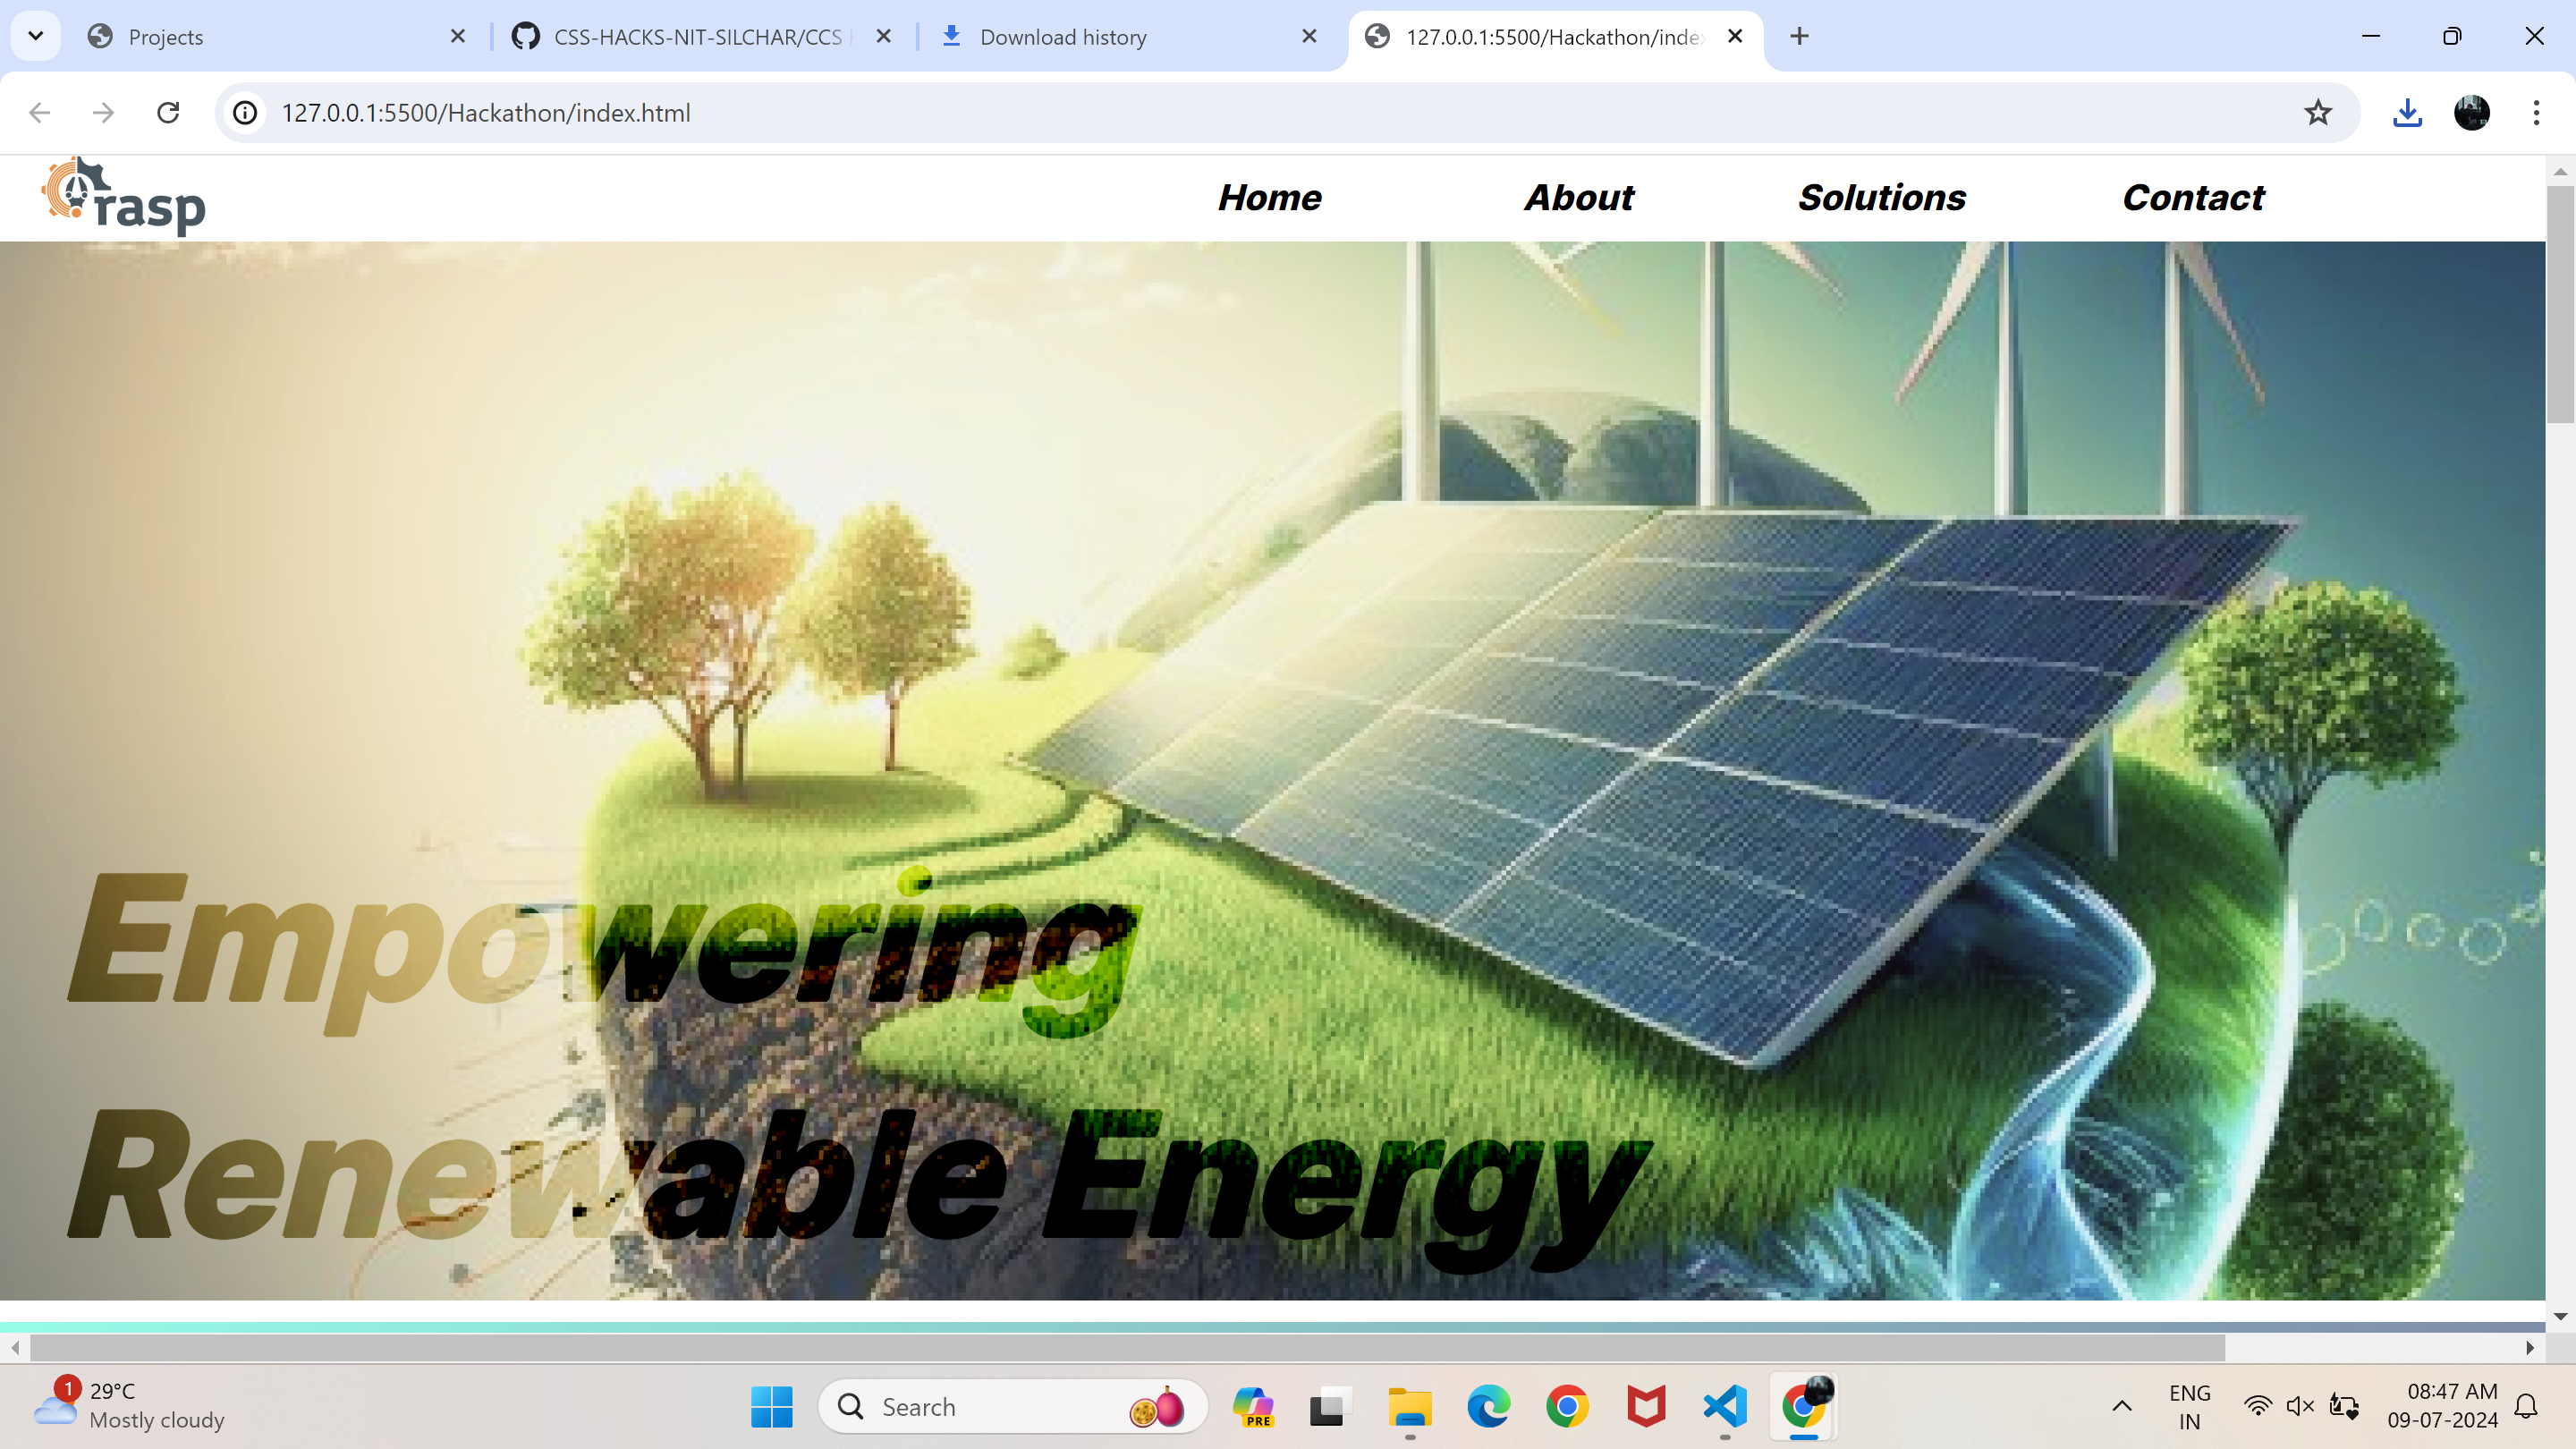 Projects
CSS-HACKS-NIT-SILCHAR/CCS
Download history
127.0.0.1:5500/Hackathon/index
127.0.0.1:5500/Hackathon/index.html
rasp
Home About Solutions Contact
Empowering
Renewable Energy
1
29°C
Mostly cloudy
Search
PRE
ENG
IN
08:47 AM
09-07-2024